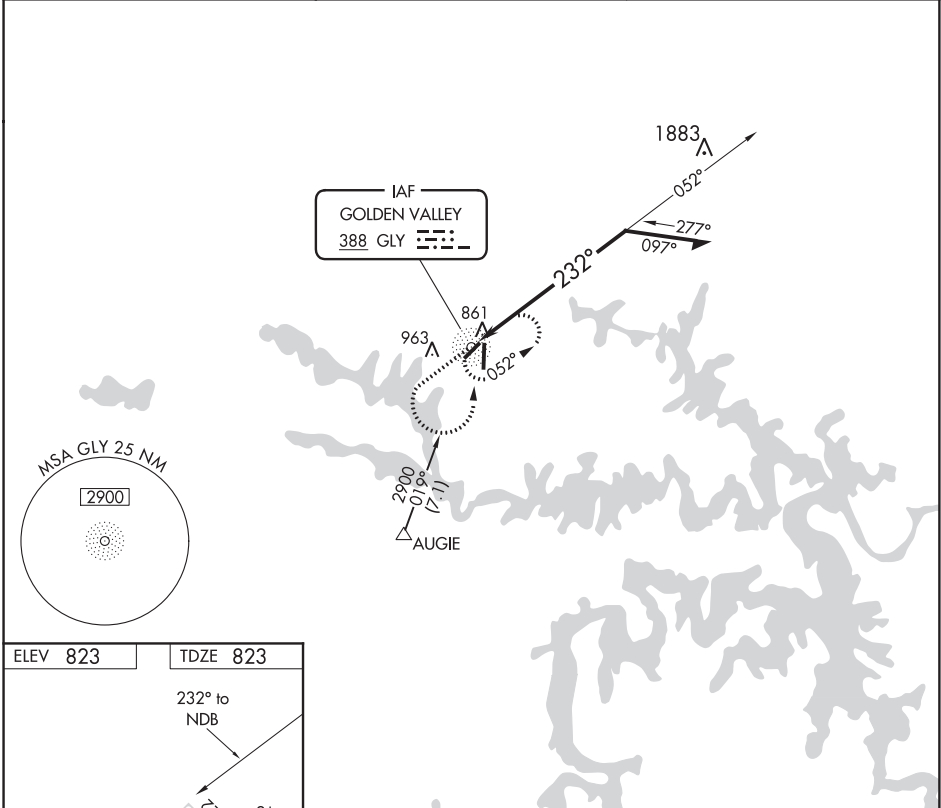 1883
052°
IAF
GOLDEN VALLEY
388 GLY
277°
097°
232°
861
963
052°
MSA GLY 25 NM
2900
2900
019°
(7.1)
AUGIE
ELEV 823
TDZE 823
232° to
NDB